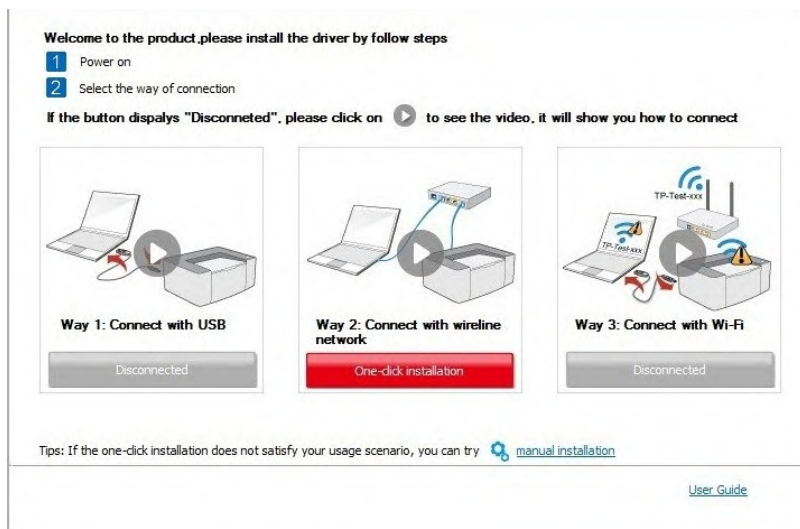 Welcome to the product,please install the driver by follow steps
1 Power on
2 Select the way of connection
If the button dispalys "Disconneted", please click on to see the video, it will show you how to connect
TP-Test-xxx
TP-Test-xxx
Way 1: Connect with USB
Way 2: Connect with wireline
network
Way 3: Connect with Wi-Fi
Disconnected
One-click installation
Disconnected
Tips: If the one-click installation does not satisfy your usage scenario, you can try manual installation
User Guide